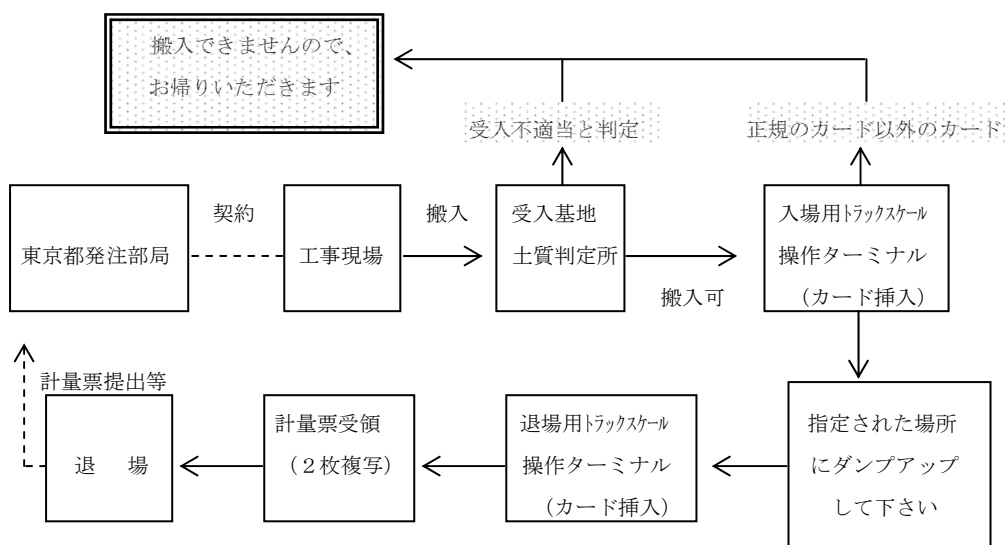 搬入できませんので、
お帰りいただきます
受入不適当と判定
正規のカード以外のカード
東京都発注部局
契約
工事現場
搬入
受入基地
土質判定所
搬入可
入場用ﾄﾗｯｸｽｹｰﾙ
操作ターミナル
（カード挿入）
計量票提出等
退　場
計量票受領
（２枚複写）
退場用ﾄﾗｯｸｽｹｰﾙ
操作ターミナル
（カード挿入）
指定された場所
にダンプアップ
して下さい